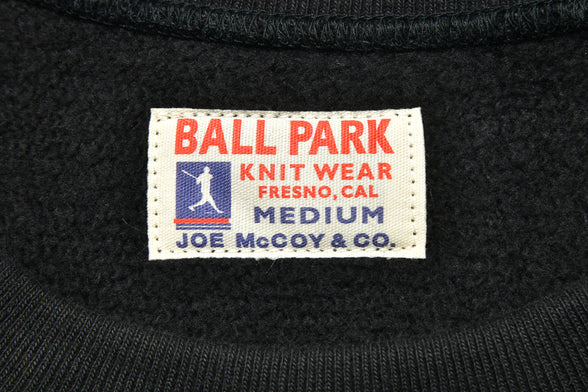 BALL PARK
KNIT WEAR
FRESNO, CAL
MEDIUM
JOE McCOY & CO.